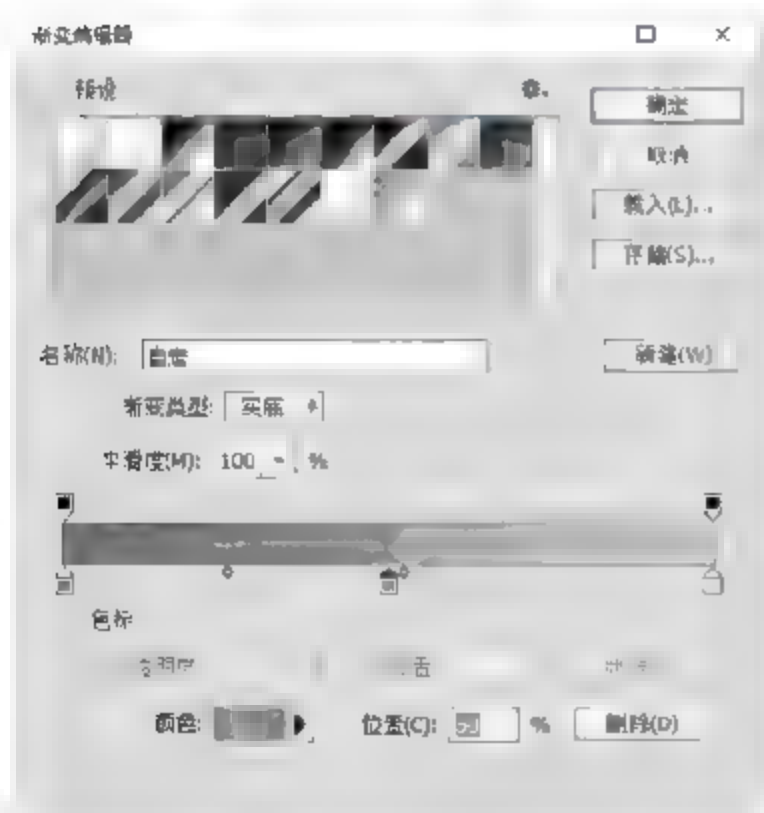 渐变编辑器
预设
确定
取消
载入(L)...
存储(S)...
名称(N): 自定
新建(W)
渐变类型: 实底
平滑度(M): 100 %
色标
颜色:
位置(C): 50 % 删除(D)